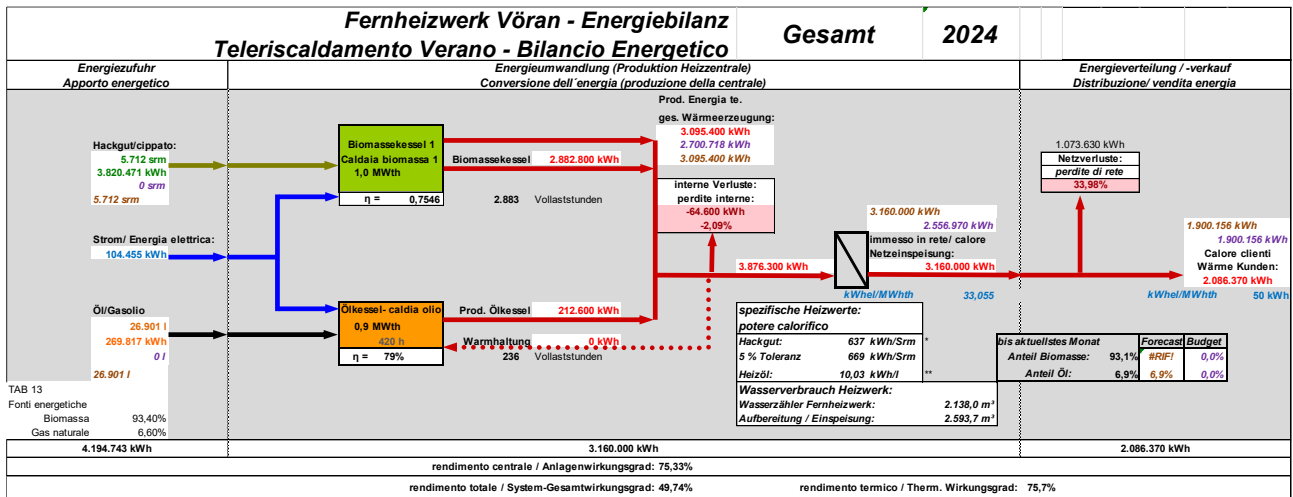 Fernheizwerk Vöran - Energiebilanz
Teleriscaldamento Verano - Bilancio Energetico
Gesamt
2024
Energiezufuhr
Apporto energetico
Energieumwandlung (Produktion Heizzentrale)
Conversione dell´energia (produzione della centrale)
Energieverteilung / -verkauf
Distribuzione/ vendita energia
Hackgut/cippato:
5.712 srm
3.820.471 kWh
0 srm
5.712 srm
Strom/ Energia elettrica:
104.455 kWh
Öl/Gasolio
26.901 l
269.817 kWh
0 l
26.901 l
TAB 13
Fonti energetiche
Biomassa 93,40%
Gas naturale 6,60%
Biomassekessel 1
Caldaia biomassa 1
1,0 MWth
η = 0,7546
Biomassekessel 2.882.800 kWh
2.883 Vollaststunden
Ölkessel- caldia olio
0,9 MWth
420 h
η = 79%
Prod. Ölkessel 212.600 kWh
Warmhaltung 0 kWh
236 Vollaststunden
Prod. Energia te.
ges. Wärmeerzeugung:
3.095.400 kWh
2.700.718 kWh
3.095.400 kWh
interne Verluste:
perdite interne:
-64.600 kWh
-2,09%
3.876.300 kWh
3.160.000 kWh
2.556.970 kWh
immesso in rete/ calore
Netzeinspeisung: 3.160.000 kWh
kWhel/MWhth 33,055
1.073.630 kWh
Netzverluste:
perdite di rete
33,98%
1.900.156 kWh
1.900.156 kWh
Calore clienti
Wärme Kunden:
2.086.370 kWh
kWhel/MWhth 50 kWh
spezifische Heizwerte:
potere calorifico
Hackgut: 637 kWh/Srm *
5 % Toleranz 669 kWh/Srm
Heizöl: 10,03 kWh/l **
Wasserverbrauch Heizwerk:
Wasserzähler Fernheizwerk: 2.138,0 m³
Aufbereitung / Einspeisung: 2.593,7 m³
bis aktuellstes Monat Forecast Budget
Anteil Biomasse: 93,1% #RIF! 0,0%
Anteil Öl: 6,9% 6,9% 0,0%
4.194.743 kWh 3.160.000 kWh 2.086.370 kWh
rendimento centrale / Anlagenwirkungsgrad: 75,33%
rendimento totale / System-Gesamtwirkungsgrad: 49,74% rendimento termico / Therm. Wirkungsgrad: 75,7%